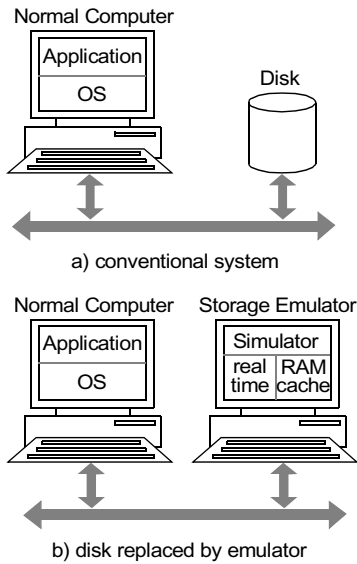 Normal Computer
Application
OS
Disk
a) conventional system
Normal Computer
Storage Emulator
Application
OS
Simulator
real
time
RAM
cache
b) disk replaced by emulator